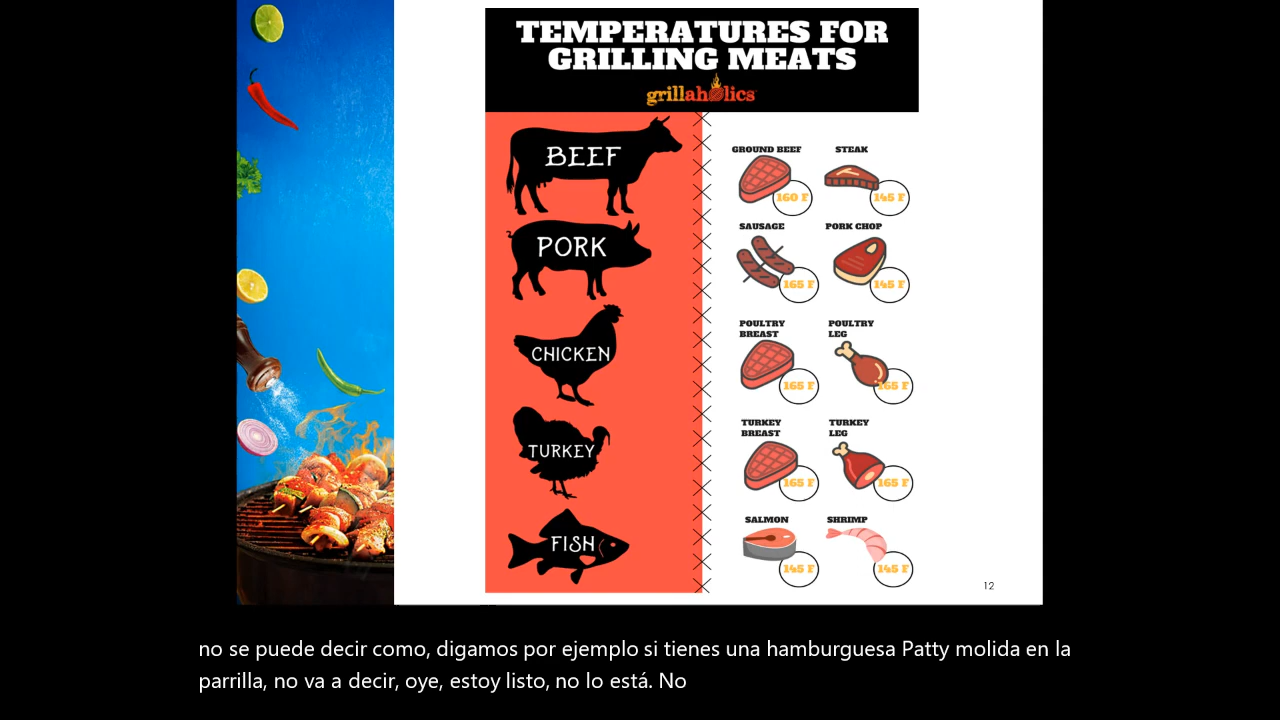 TEMPERATURES FOR
GRILLING MEATS
grillaholics
BEEF
GROUND BEEF
STEAK
160 F
145 F
PORK
SAUSAGE
PORK CHOP
165 F
145 F
CHICKEN
POULTRY
BREAST
POULTRY
LEG
165 F
165 F
TURKEY
TURKEY
BREAST
TURKEY
LEG
165 F
165 F
FISH
SALMON
SHRIMP
145 F
145 F
12
no se puede decir como, digamos por ejemplo si tienes una hamburguesa Patty molida en la
parrilla, no va a decir, oye, estoy listo, no lo está. No